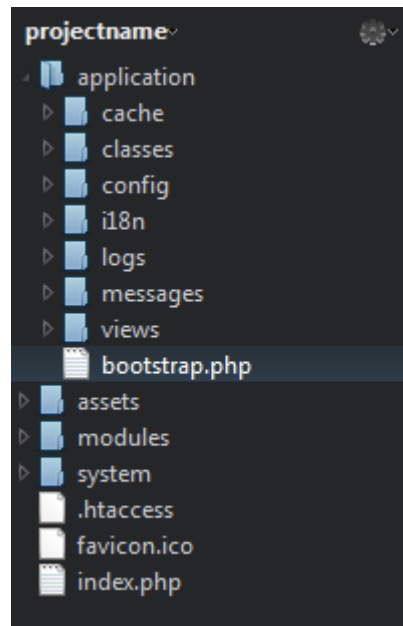 projectname
application
cache
classes
config
i18n
logs
messages
views
bootstrap.php
assets
modules
system
.htaccess
favicon.ico
index.php